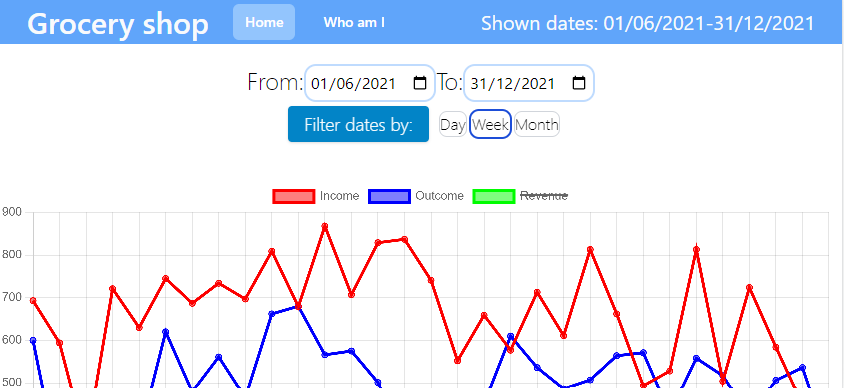 Grocery shop Home Who am I Shown dates: 01/06/2021-31/12/2021
From: 01/06/2021 To: 31/12/2021
Filter dates by: Day Week Month
Income Outcome Revenue
900
800
700
600
500